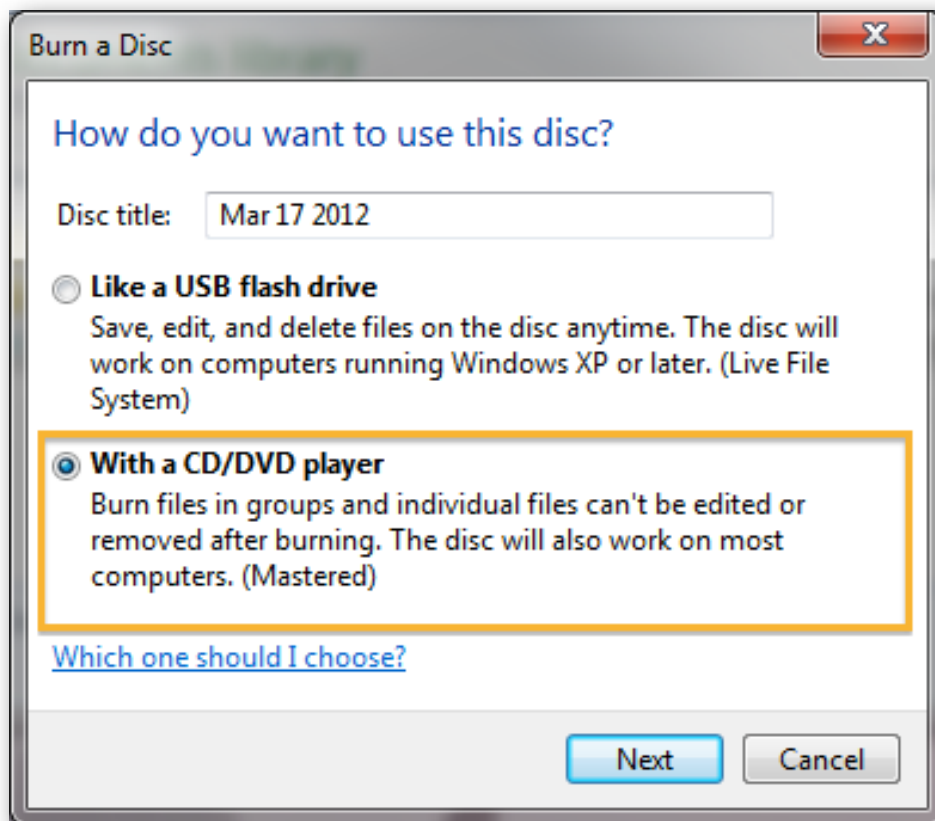 Burn a Disc
How do you want to use this disc?
Disc title: Mar 17 2012
Like a USB flash drive
Save, edit, and delete files on the disc anytime. The disc will
work on computers running Windows XP or later. (Live File
System)
With a CD/DVD player
Burn files in groups and individual files can't be edited or
removed after burning. The disc will also work on most
computers. (Mastered)
Which one should I choose?
Next Cancel